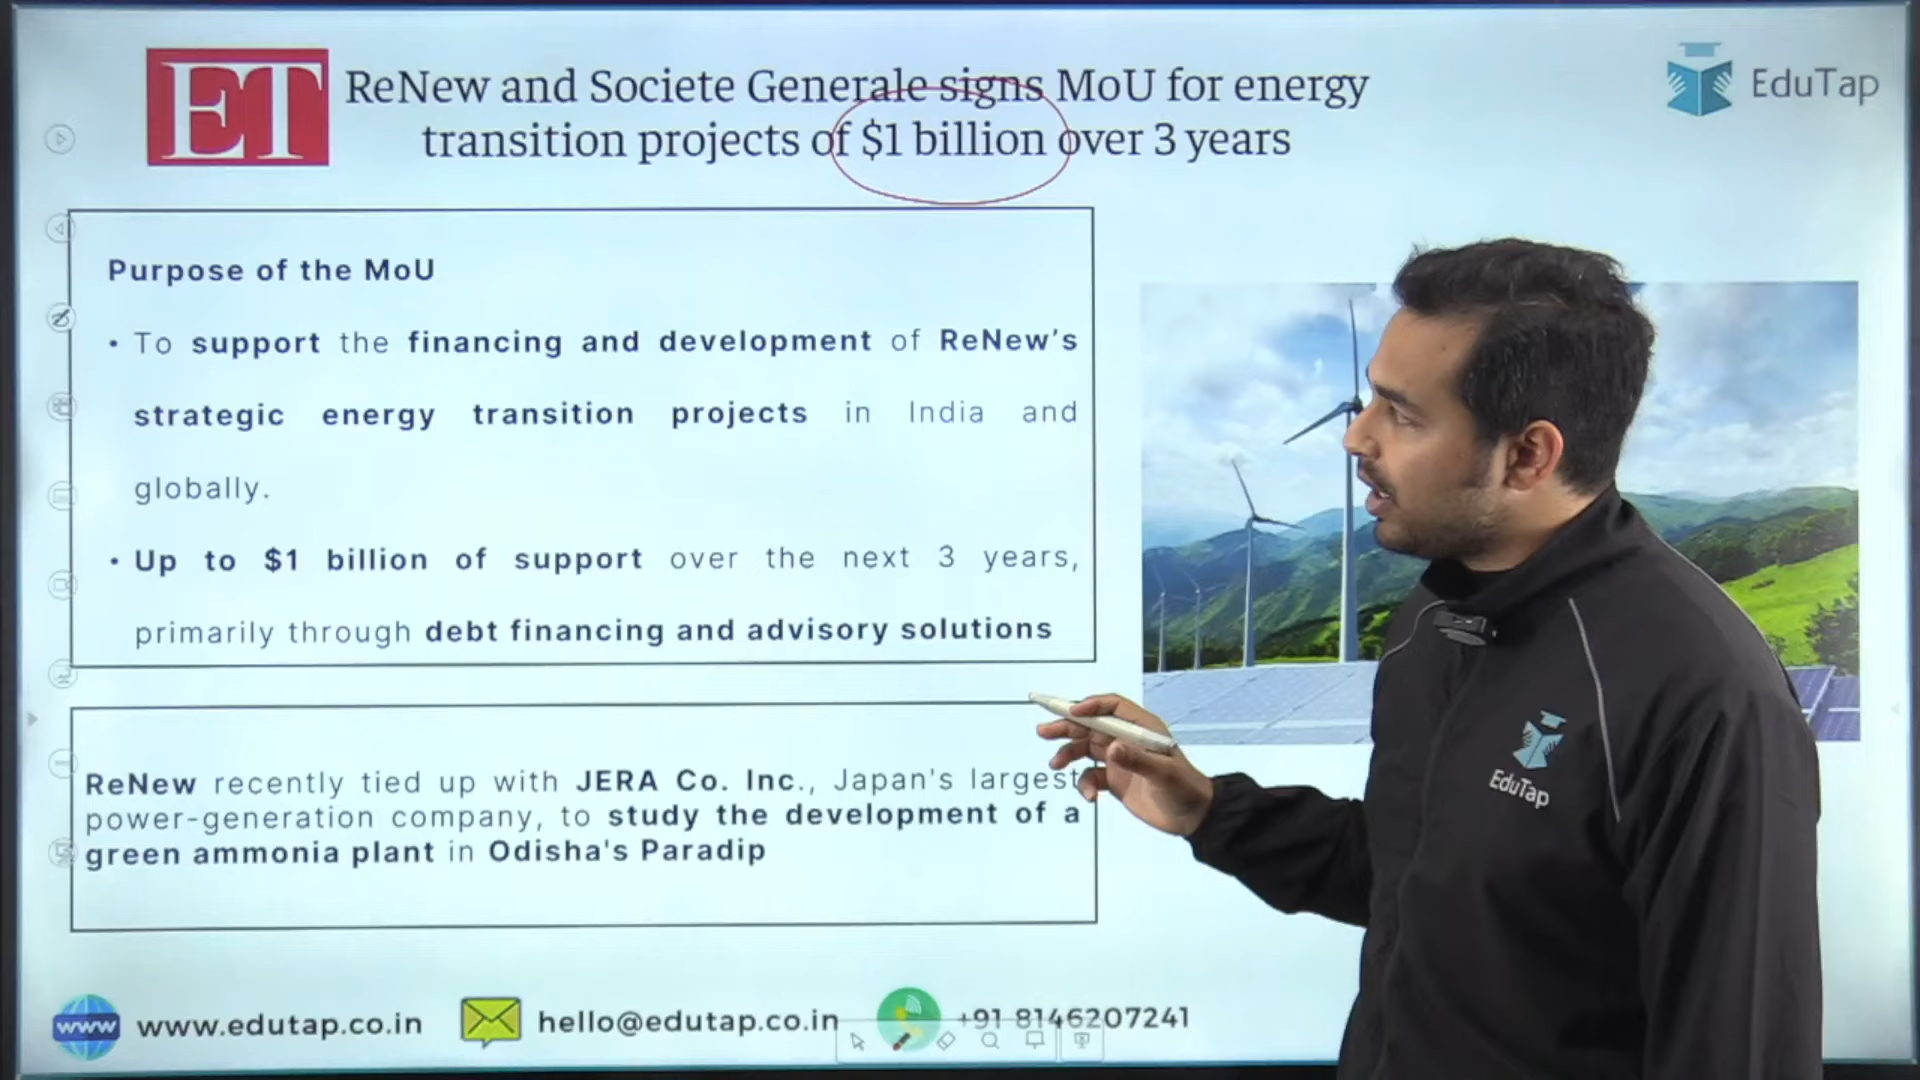 ET
ReNew and Societe Generale signs MoU for energy
transition projects of $1 billion over 3 years
EduTap
Purpose of the MoU
• To support the financing and development of ReNew's
strategic energy transition projects in India and
globally.
• Up to $1 billion of support over the next 3 years,
primarily through debt financing and advisory solutions
ReNew recently tied up with JERA Co. Inc., Japan's largest
power-generation company, to study the development of a
green ammonia plant in Odisha's Paradip
EduTap
www www.edutap.co.in hello@edutap.co.in +91 8146207241